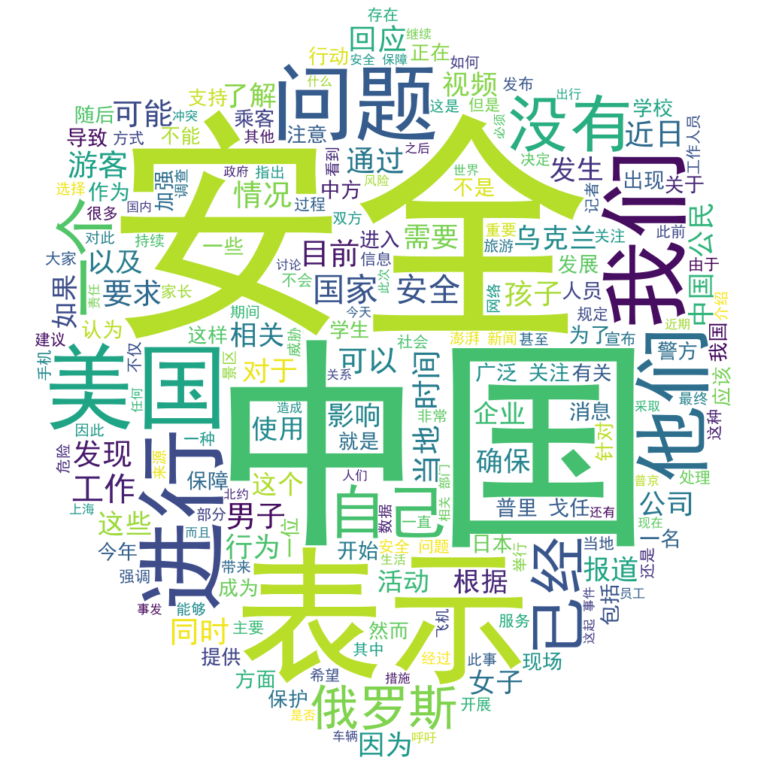 存在
回应 继续
行动 正在 如何
安全 保障
什么
支持 了解 视频 发布
问题
这是 但是 出行
随后 可能 乘客 没有 学校
导致 冲突 注意 近日
方式 不能 其他 之后 必须
安全
看到 工作人员
游客 加强 情况 通过 发生 决定
政府 指出 世界 记者 出现 关于
选择 作为 调查 中方 风险 不是
一个 很多 国内 过程 双方 需要 重要 乌克兰 关注 此前
我们
对此 持续 一些 目前 进入 旅游 发展 公民
大家 讨论 信息 网络
如果 以及 责任 家长 不会 国家 安全 此次 孩子 人员 中国 由于
要求 期间 今天 规定 介绍
建议 认为 这样 学生 威胁 澎湃 新闻 甚至 为了 宣布 我国 近期
手机 不仅 相关 社会 警方 应该
美国 景区 对于 可以 时间 广泛 关注 有关 他们 最终 这种
因此 任何 关系 非常
中国
造成 影响 当地 企业 消息 针对 采取
危险 发现 一种 使用 就是 确保 处理
来源 保障 人们 部门 普京
进行
工作 这个 北约 自己 相关 普里 戈任 公司
上海 部分 男子 数据 一直 还有 现在
这些 而且 一位 安全 问题 日本 已经 当地 一名
今年 行为 开始 生活 举行 报道 还是
强调 带来 成为 活动 根据 包括
表示
事发 能够 飞机 服务 这起 事件 员工
同时 主要 然而
提供 其中 经过 此事 现场
方面 希望 措施 女子
保护 俄罗斯 开展
是否
车辆 因为 呼吁